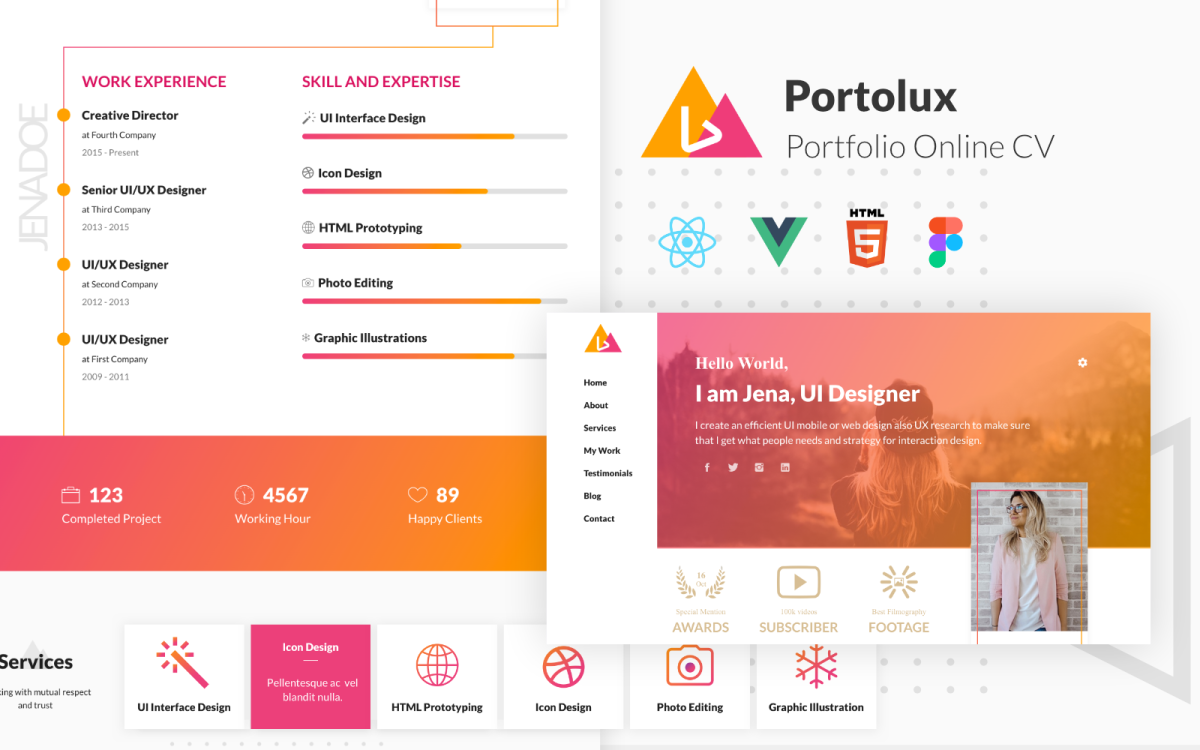 JENADOE
WORK EXPERIENCE
Creative Director
at Fourth Company
2015 - Present
Senior UI/UX Designer
at Third Company
2013 - 2015
UI/UX Designer
at Second Company
2012 - 2013
UI/UX Designer
at First Company
2009 - 2011
SKILL AND EXPERTISE
UI Interface Design
Icon Design
HTML Prototyping
Photo Editing
Graphic Illustrations
123
Completed Project
4567
Working Hour
89
Happy Clients
Services
king with mutual respect
and trust
UI Interface Design
Icon Design
Pellentesque ac vel
blandit nulla.
HTML Prototyping
Icon Design
Photo Editing
Graphic Illustration
Portolux
Portfolio Online CV
HTML
5
Home
About
Services
My Work
Testimonials
Blog
Contact
Hello World,
I am Jena, UI Designer
I create an efficient UI mobile or web design also UX research to make sure
that I get what people needs and strategy for interaction design.
16
Oct
Special Mention
AWARDS
100k videos
SUBSCRIBER
Best Filmography
FOOTAGE